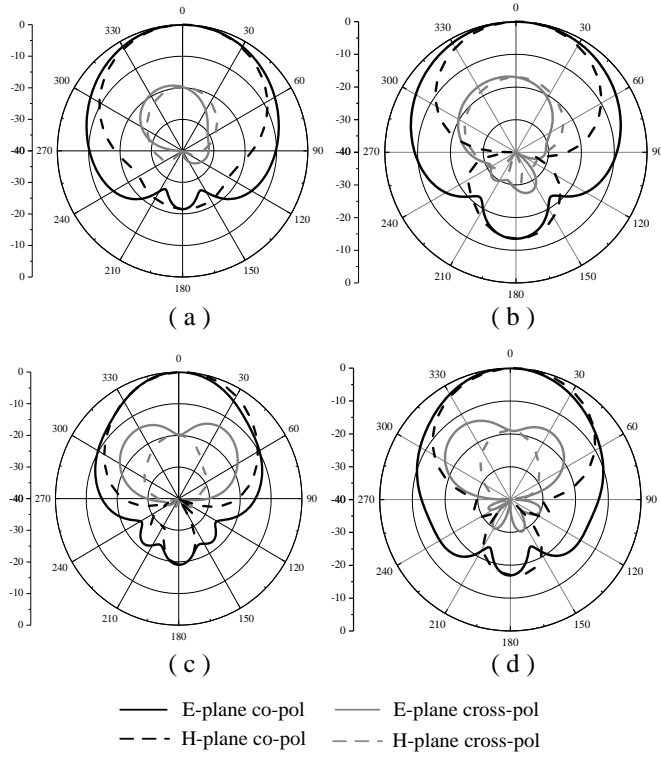 0 0
0 330 30 0 330 30
-10 300 60 -10 300 60
-20 -20
-30 -30
-40 270 90 -40 270 90
-30 -30
-20 240 120 -20 240 120
-10 210 150 -10 210 150
0 180 0 180
( a ) ( b )
0 0
0 330 30 0 330 30
-10 300 60 -10 300 60
-20 -20
-30 -30
-40 270 90 -40 270 90
-30 -30
-20 240 120 -20 240 120
-10 210 150 -10 210 150
0 180 0 180
( c ) ( d )
E-plane co-pol E-plane cross-pol
H-plane co-pol H-plane cross-pol